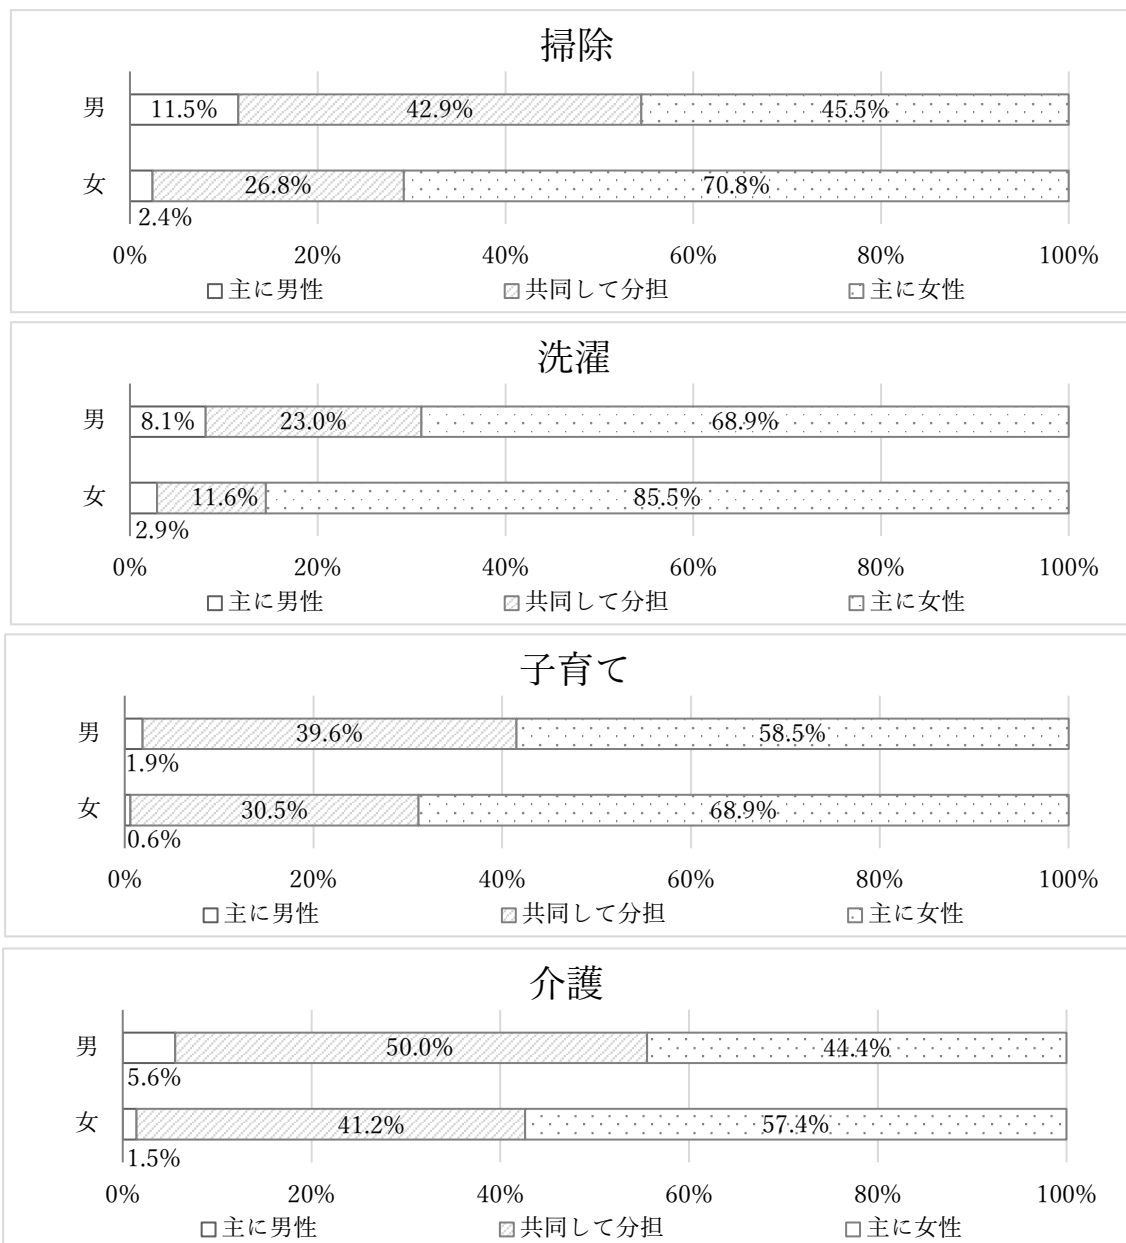 掃除
男 11.5% 42.9% 45.5%
女 26.8% 70.8%
2.4%
0% 20% 40% 60% 80% 100%
主に男性 共同して分担 主に女性
洗濯
男 8.1% 23.0% 68.9%
女 11.6% 85.5%
2.9%
0% 20% 40% 60% 80% 100%
主に男性 共同して分担 主に女性
子育て
男 39.6% 58.5%
1.9%
女 30.5% 68.9%
0.6%
0% 20% 40% 60% 80% 100%
主に男性 共同して分担 主に女性
介護
男 50.0% 44.4%
5.6%
女 41.2% 57.4%
1.5%
0% 20% 40% 60% 80% 100%
主に男性 共同して分担 主に女性